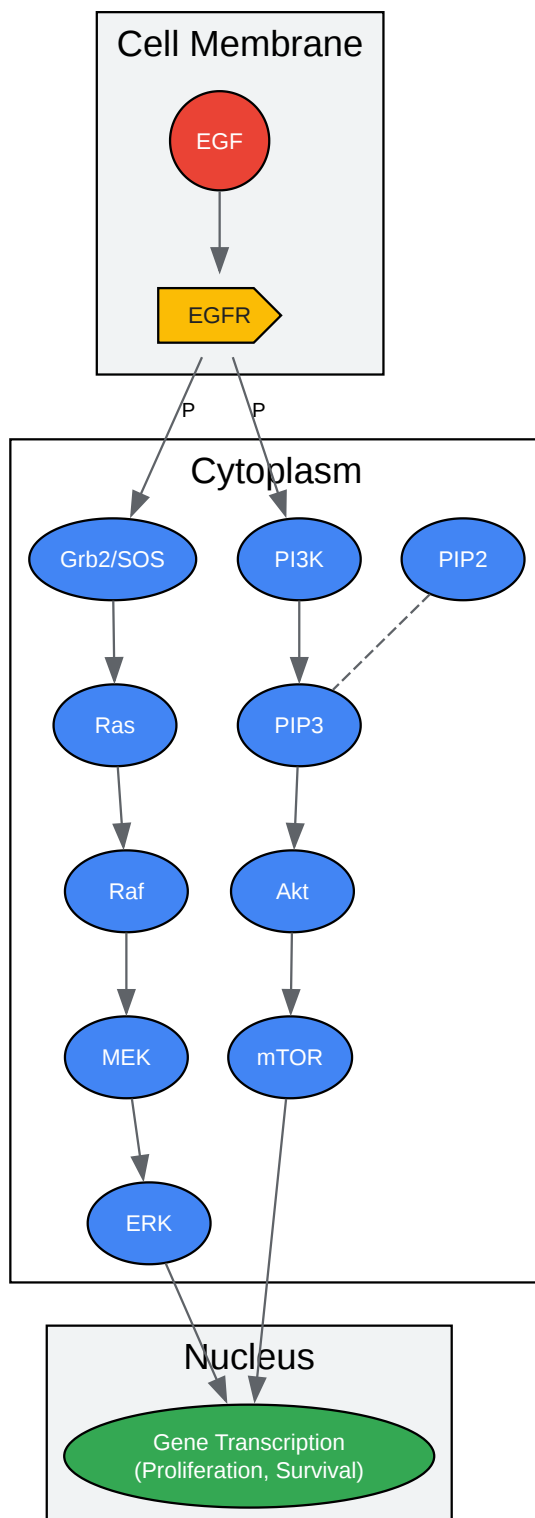 Cell Membrane
EGF
EGFR
P
P
Cytoplasm
Grb2/SOS
PI3K
PIP2
Ras
PIP3
Raf
Akt
MEK
mTOR
ERK
Nucleus
Gene Transcription
(Proliferation, Survival)